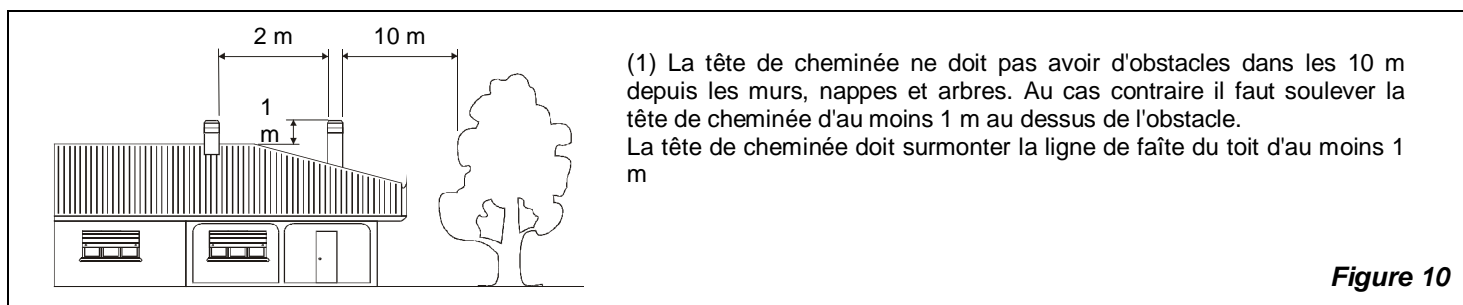 2 m
10 m
1
m
(1) La tête de cheminée ne doit pas avoir d'obstacles dans les 10 m
depuis les murs, nappes et arbres. Au cas contraire il faut soulever la
tête de cheminée d'au moins 1 m au dessus de l'obstacle.
La tête de cheminée doit surmonter la ligne de faîte du toit d'au moins 1
m
Figure 10